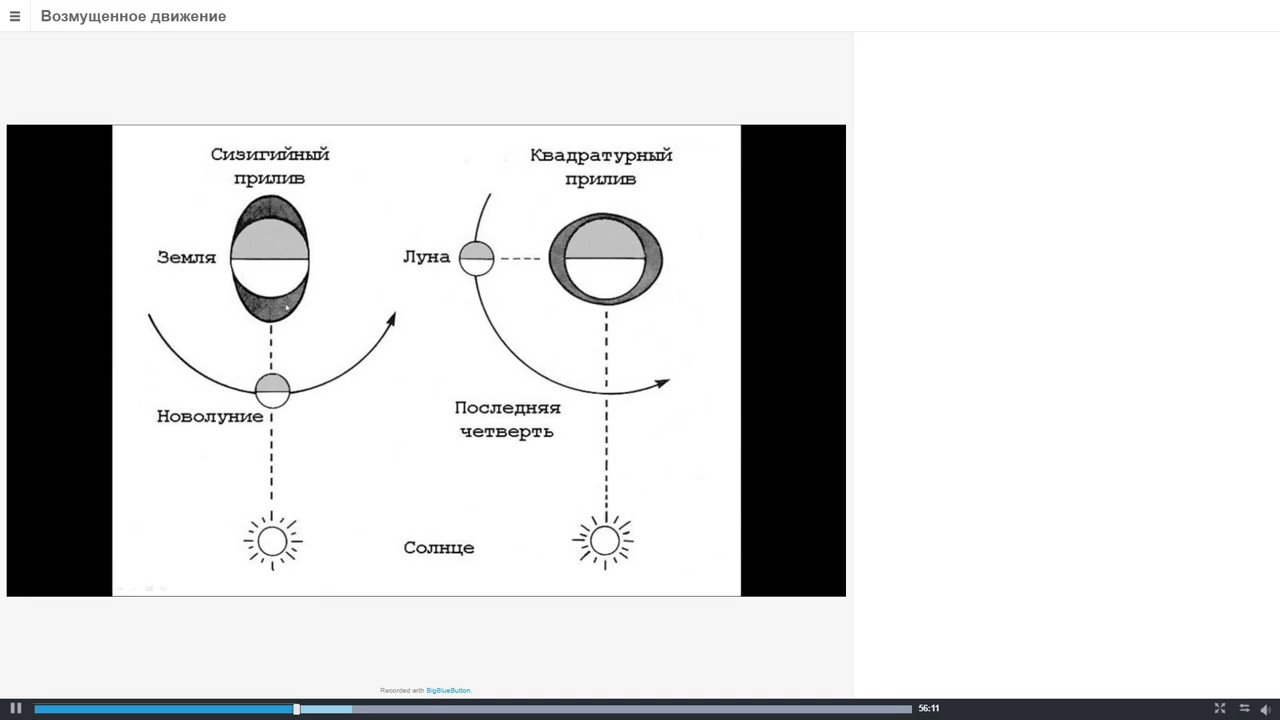 Возмущенное движение
Сизигийный
прилив
Квадратурный
прилив
Земля
Луна
Новолуние
Последняя
четверть
Солнце
Recorded with BigBlueButton.
56:11